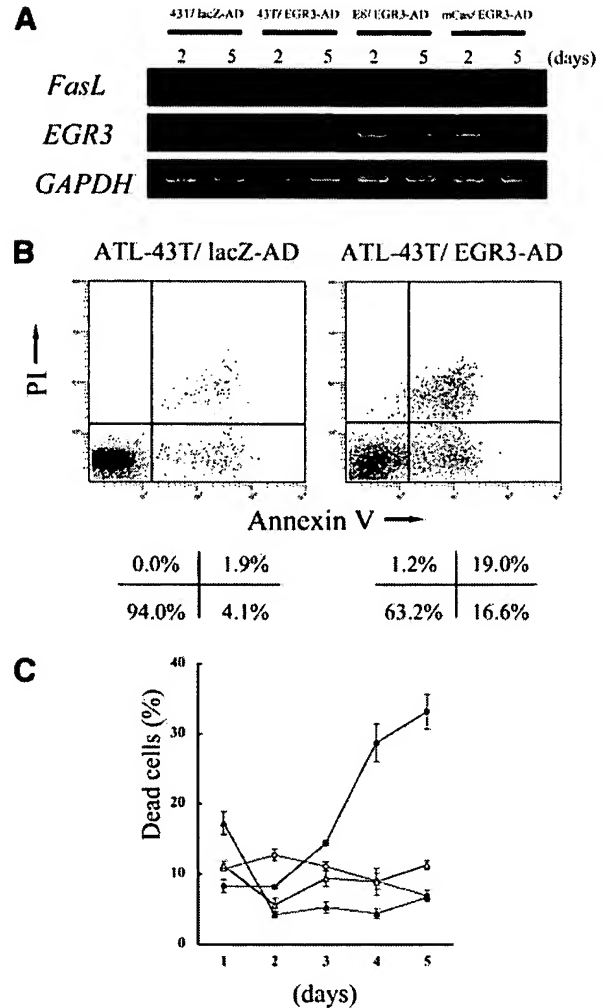 A
43T/ lacZ-AD 43T/ EGR3-AD E8/ EGR3-AD mCas/ EGR3-AD
2 5 2 5 2 5 2 5 (days)
FasL
EGR3
GAPDH
B
ATL-43T/ lacZ-AD ATL-43T/ EGR3-AD
PI
Annexin V
0.0% 1.9% 1.2% 19.0%
94.0% 4.1% 63.2% 16.6%
C
Dead cells (%)
40
30
20
10
0
1 2 3 4 5
(days)